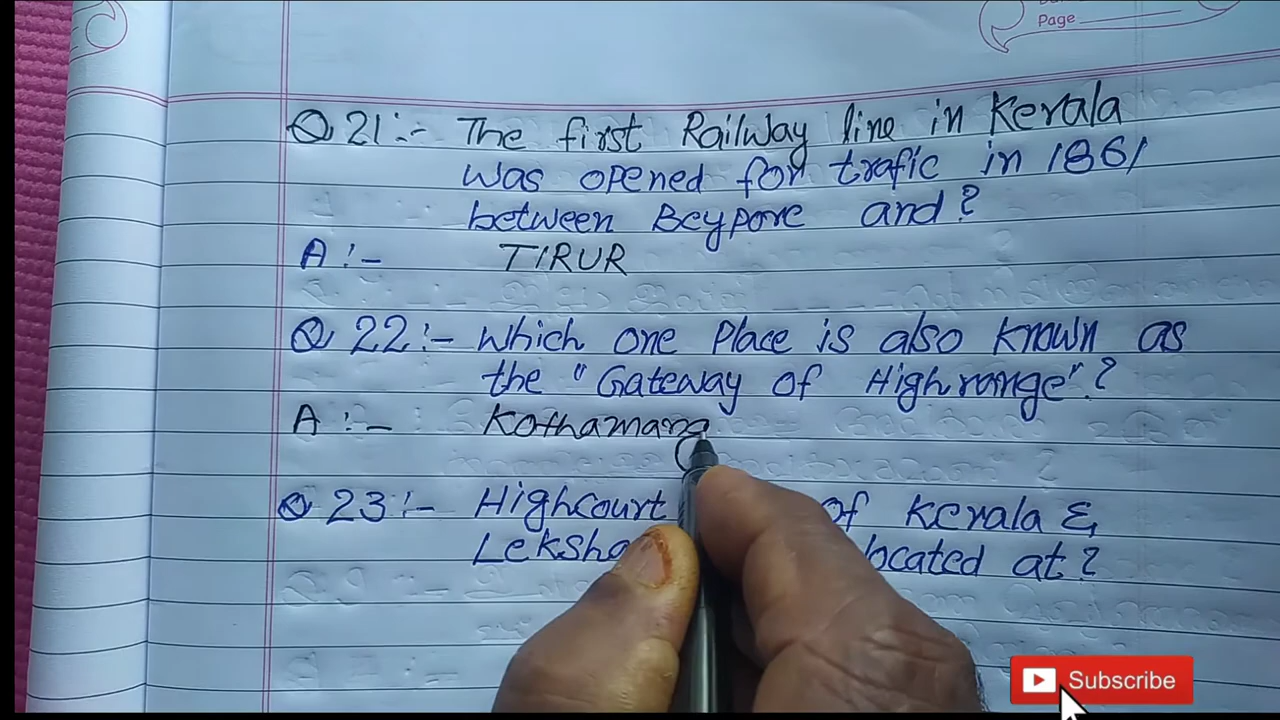 Page
Q 21:- The first Railway line in Kerala
was opened for trafic in 1861
between Beypore and?
A:- TIRUR
Q 22:- Which one Place is also known as
the "Gateway of Highrange"?
A:- Kothamang
Q 23:- Highcourt of Kerala &
Leksha located at?
Subscribe